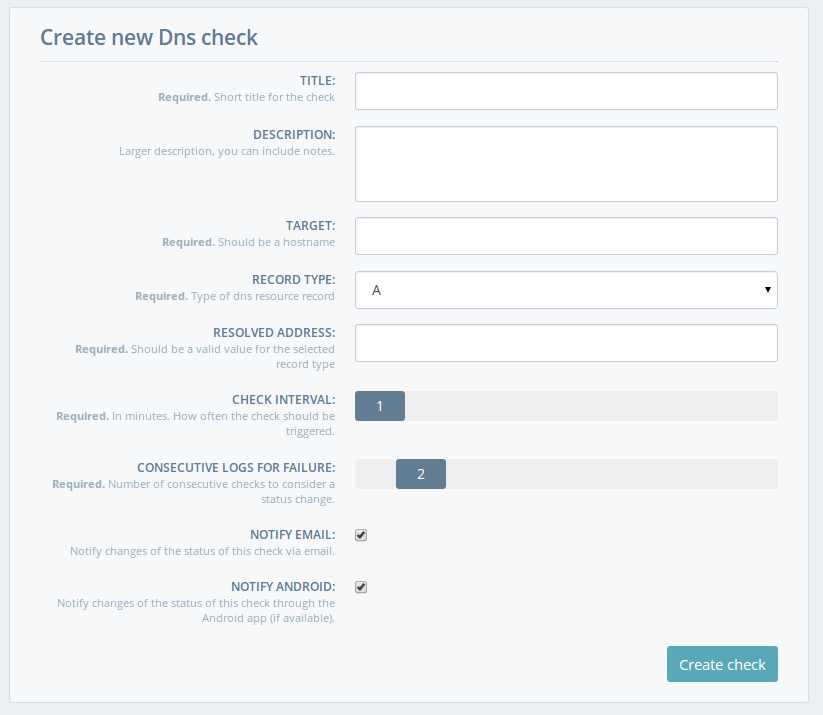 Create new Dns check
TITLE:
Required. Short title for the check
DESCRIPTION:
Larger description, you can include notes.
TARGET:
Required. Should be a hostname
RECORD TYPE:
Required. Type of dns resource record
A
RESOLVED ADDRESS:
Required. Should be a valid value for the selected
record type
CHECK INTERVAL:
Required. In minutes. How often the check should be
triggered.
1
CONSECUTIVE LOGS FOR FAILURE:
Required. Number of consecutive checks to consider a
status change.
2
NOTIFY EMAIL:
Notify changes of the status of this check via email.
NOTIFY ANDROID:
Notify changes of the status of this check through the
Android app (if available).
Create check